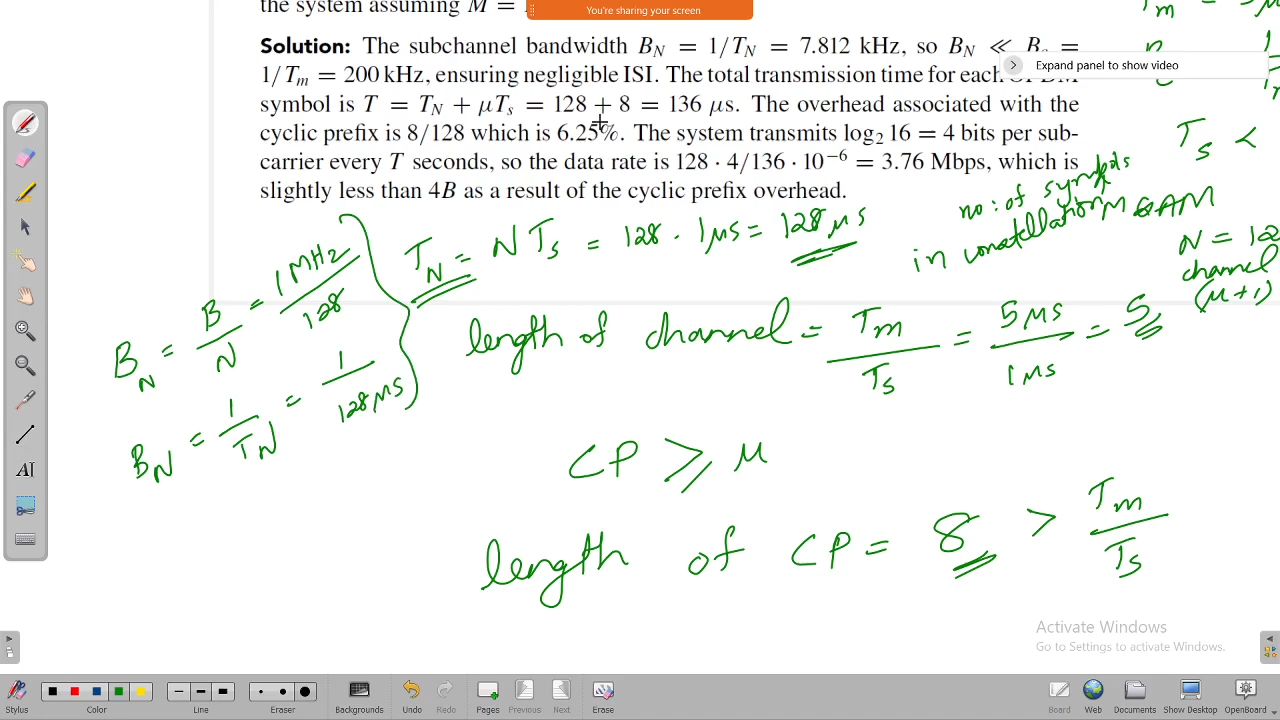 the system assuming M =
You're sharing your screen
Solution: The subchannel bandwidth B_N = 1/T_N = 7.812 kHz, so B_N ≪ B_c =
1/T_m = 200 kHz, ensuring negligible ISI. The total transmission time for each OFDM
symbol is T = T_N + μT_s = 128 + 8 = 136 μs. The overhead associated with the
cyclic prefix is 8/128 which is 6.25%. The system transmits log₂ 16 = 4 bits per sub-
carrier every T seconds, so the data rate is 128 · 4/136 · 10⁻⁶ = 3.76 Mbps, which is
slightly less than 4B as a result of the cyclic prefix overhead.
Expand panel to show video
T_s <
no: of symbols
in constellation M QAM
N = 12
channel
(μ+1)
T_N = N T_s = 128 . 1μs = 128 μs
B_N = B/N = 1MHz/128
B_N = 1/T_N = 1/128μs
length of channel = T_m/T_s = 5μs/1μs = 5
CP ⩾ μ
length of CP = 8 > T_m/T_s
AI
Activate Windows
Go to Settings to activate Windows.
Stylus
Color
Line
Eraser
Backgrounds
Undo
Redo
Pages
Previous
Next
Erase
Board
Web
Documents
Show Desktop
OpenBoard